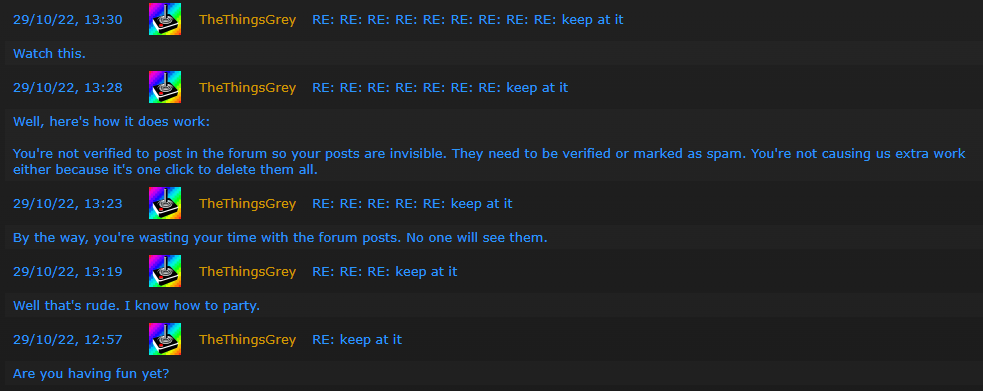 29/10/22, 13:30 TheThingsGrey RE: RE: RE: RE: RE: RE: RE: RE: RE: keep at it
Watch this.
29/10/22, 13:28 TheThingsGrey RE: RE: RE: RE: RE: RE: RE: keep at it
Well, here's how it does work:
You're not verified to post in the forum so your posts are invisible. They need to be verified or marked as spam. You're not causing us extra work
either because it's one click to delete them all.
29/10/22, 13:23 TheThingsGrey RE: RE: RE: RE: RE: keep at it
By the way, you're wasting your time with the forum posts. No one will see them.
29/10/22, 13:19 TheThingsGrey RE: RE: RE: keep at it
Well that's rude. I know how to party.
29/10/22, 12:57 TheThingsGrey RE: keep at it
Are you having fun yet?